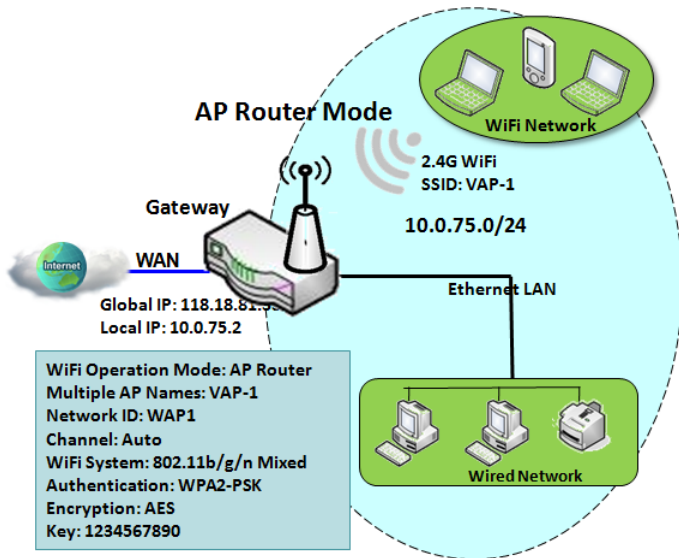 AP Router Mode
WiFi Network
2.4G WiFi
SSID: VAP-1
Gateway
10.0.75.0/24
Internet
WAN
Ethernet LAN
Global IP:
Local IP: 10.0.75.2
WiFi Operation Mode: AP Router
Multiple AP Names: VAP-1
Network ID: WAP1
Channel: Auto
WiFi System: 802.11b/g/n Mixed
Authentication: WPA2-PSK
Encryption: AES
Key: 1234567890
Wired Network